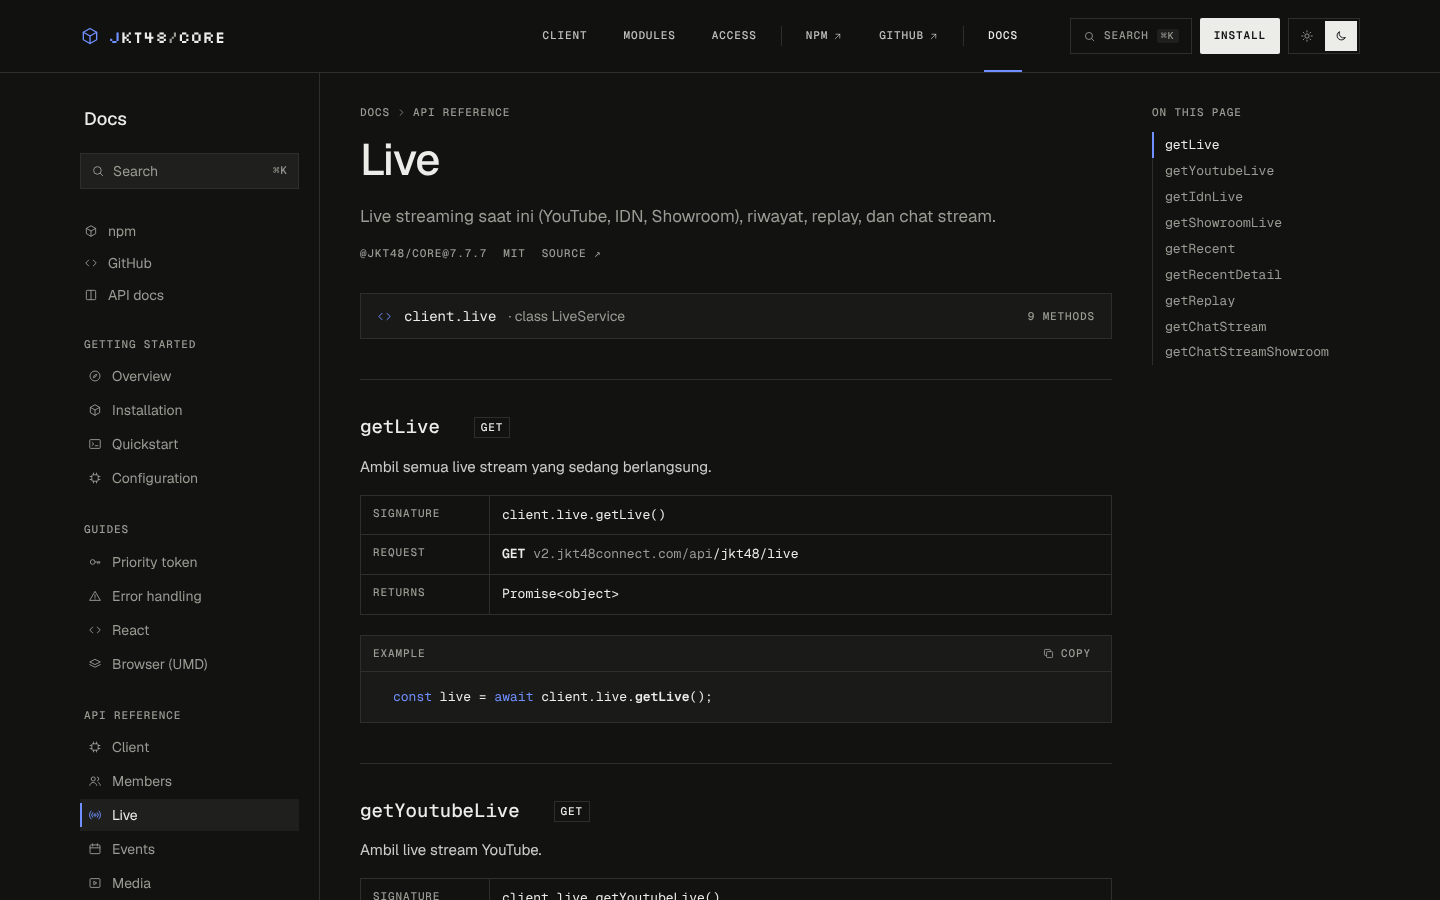 JKT48/CORE
CLIENT MODULES ACCESS NPM ↗ GITHUB ↗ DOCS
SEARCH ⌘K INSTALL
Docs
Search ⌘K
npm
GitHub
API docs
GETTING STARTED
Overview
Installation
Quickstart
Configuration
GUIDES
Priority token
Error handling
React
Browser (UMD)
API REFERENCE
Client
Members
Live
Events
Media
DOCS > API REFERENCE
Live
Live streaming saat ini (YouTube, IDN, Showroom), riwayat, replay, dan chat stream.
@JKT48/CORE@7.7.7 MIT SOURCE ↗
client.live · class LiveService 9 METHODS
getLive GET
Ambil semua live stream yang sedang berlangsung.
SIGNATURE client.live.getLive()
REQUEST GET v2.jkt48connect.com/api/jkt48/live
RETURNS Promise<object>
EXAMPLE COPY
const live = await client.live.getLive();
getYoutubeLive GET
Ambil live stream YouTube.
SIGNATURE client.live.getYoutubeLive()
ON THIS PAGE
getLive
getYoutubeLive
getIdnLive
getShowroomLive
getRecent
getRecentDetail
getReplay
getChatStream
getChatStreamShowroom